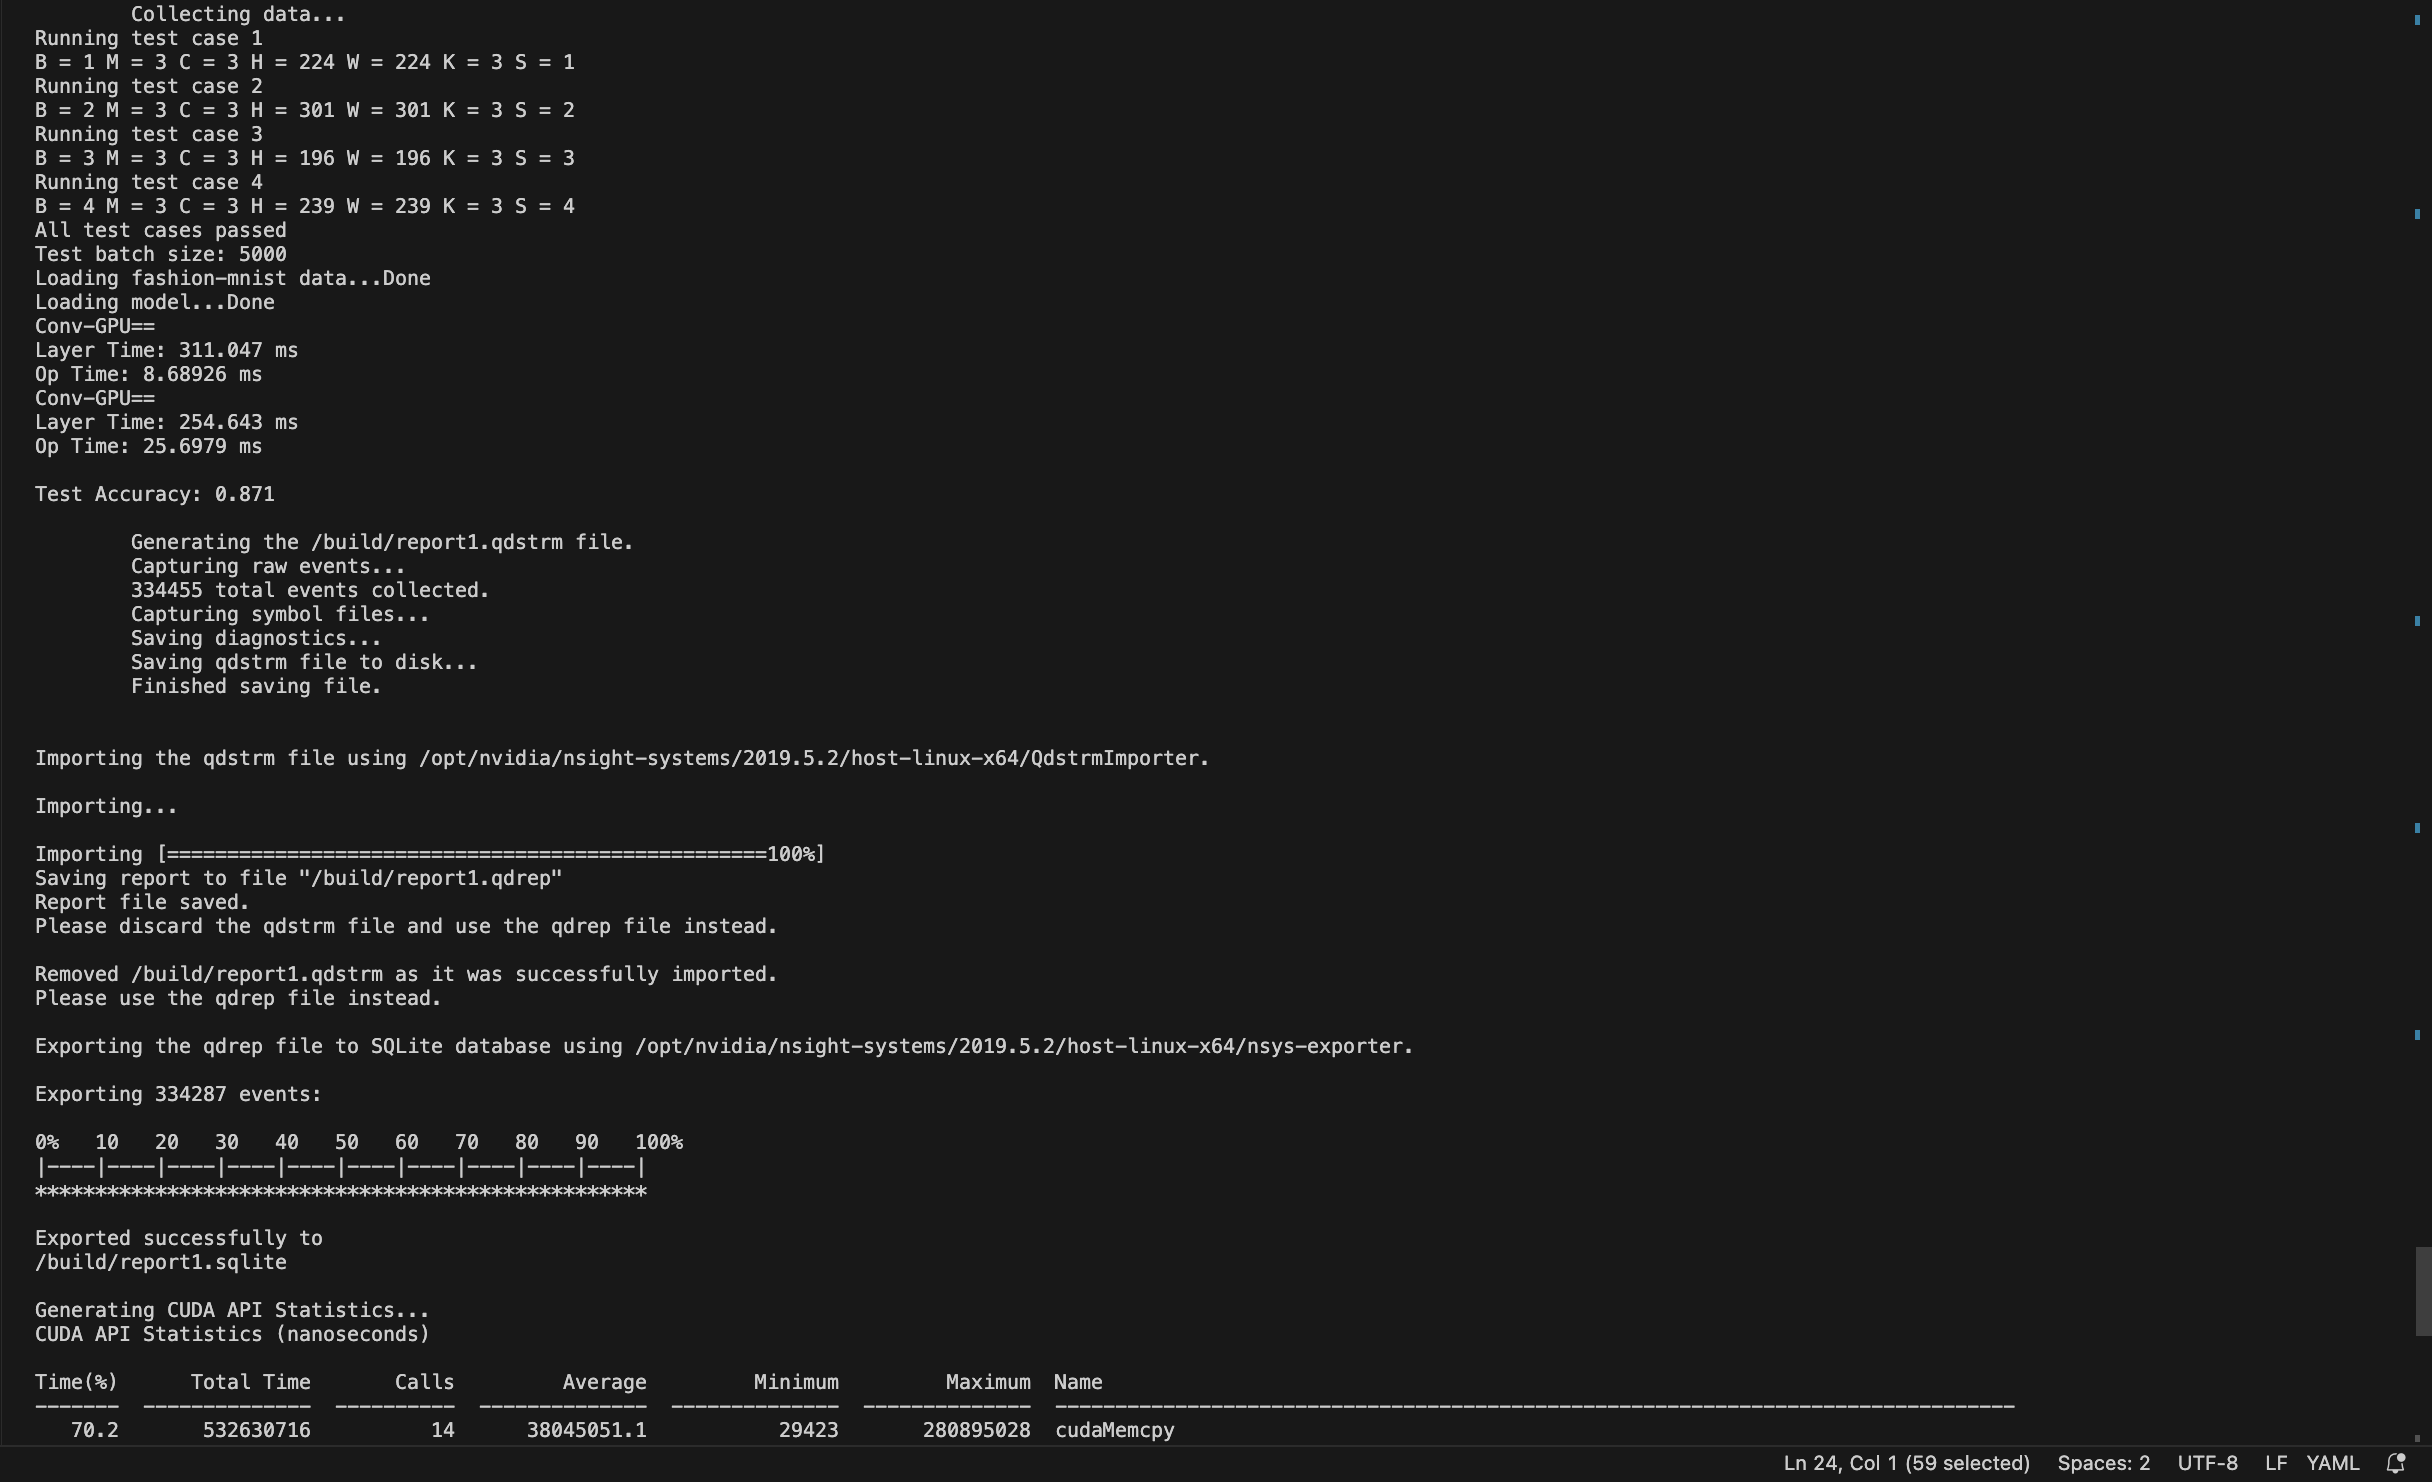 Collecting data...
Running test case 1
B = 1 M = 3 C = 3 H = 224 W = 224 K = 3 S = 1
Running test case 2
B = 2 M = 3 C = 3 H = 301 W = 301 K = 3 S = 2
Running test case 3
B = 3 M = 3 C = 3 H = 196 W = 196 K = 3 S = 3
Running test case 4
B = 4 M = 3 C = 3 H = 239 W = 239 K = 3 S = 4
All test cases passed
Test batch size: 5000
Loading fashion-mnist data...Done
Loading model...Done
Conv-GPU==
Layer Time: 311.047 ms
Op Time: 8.68926 ms
Conv-GPU==
Layer Time: 254.643 ms
Op Time: 25.6979 ms
Test Accuracy: 0.871
Generating the /build/report1.qdstrm file.
Capturing raw events...
334455 total events collected.
Capturing symbol files...
Saving diagnostics...
Saving qdstrm file to disk...
Finished saving file.
Importing the qdstrm file using /opt/nvidia/nsight-systems/2019.5.2/host-linux-x64/QdstrmImporter.
Importing...
Importing [==================================================100%]
Saving report to file "/build/report1.qdrep"
Report file saved.
Please discard the qdstrm file and use the qdrep file instead.
Removed /build/report1.qdstrm as it was successfully imported.
Please use the qdrep file instead.
Exporting the qdrep file to SQLite database using /opt/nvidia/nsight-systems/2019.5.2/host-linux-x64/nsys-exporter.
Exporting 334287 events:
0%   10   20   30   40   50   60   70   80   90   100%
|----|----|----|----|----|----|----|----|----|----|
***************************************************
Exported successfully to
/build/report1.sqlite
Generating CUDA API Statistics...
CUDA API Statistics (nanoseconds)
Time(%)      Total Time       Calls         Average         Minimum         Maximum  Name
-------  --------------  ----------  --------------  --------------  --------------  --------------------------------------------------------------------------------
70.2       532630716          14      38045051.1           29423       280895028  cudaMemcpy
Ln 24, Col 1 (59 selected)  Spaces: 2  UTF-8  LF  YAML